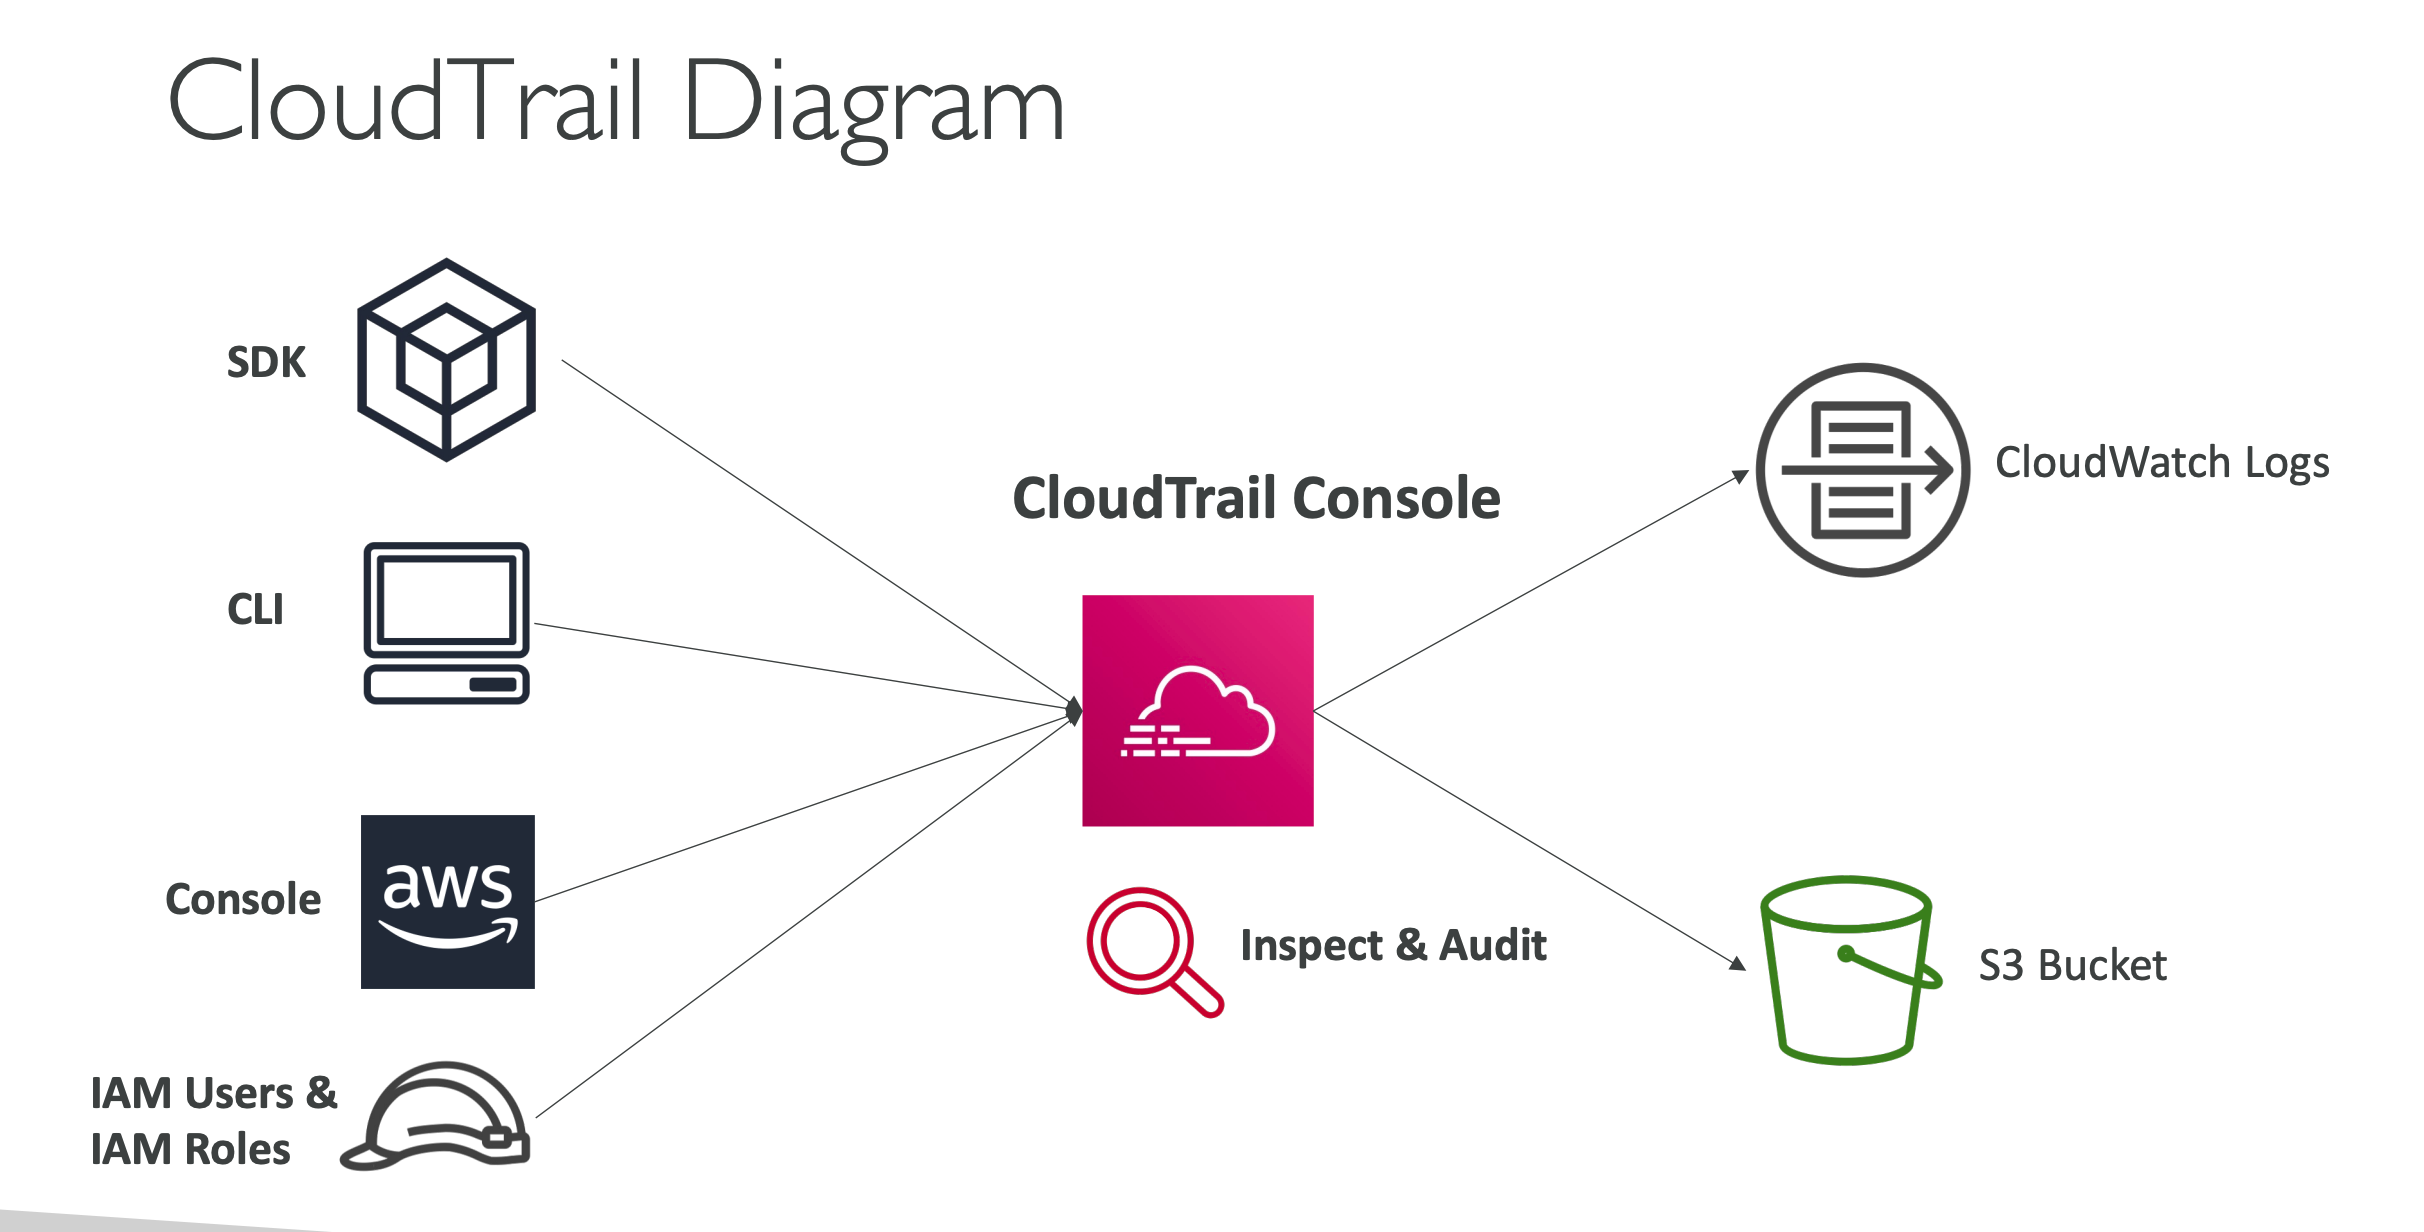 CloudTrail Diagram
SDK
CLI
Console
aws
IAM Users &
IAM Roles
CloudTrail Console
Inspect & Audit
CloudWatch Logs
S3 Bucket